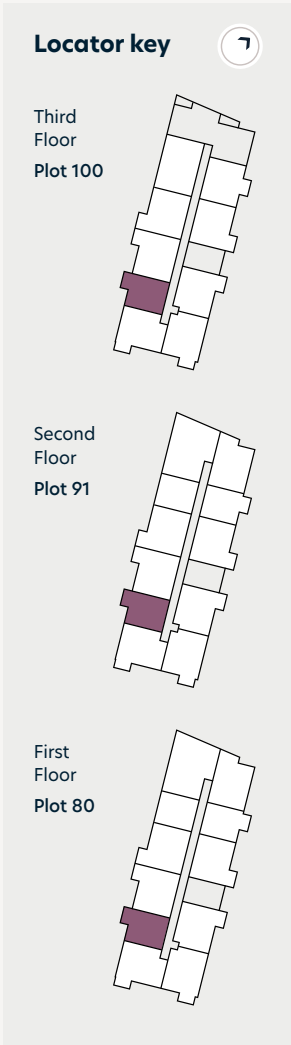 Locator key
Third
Floor
Plot 100
Second
Floor
Plot 91
First
Floor
Plot 80